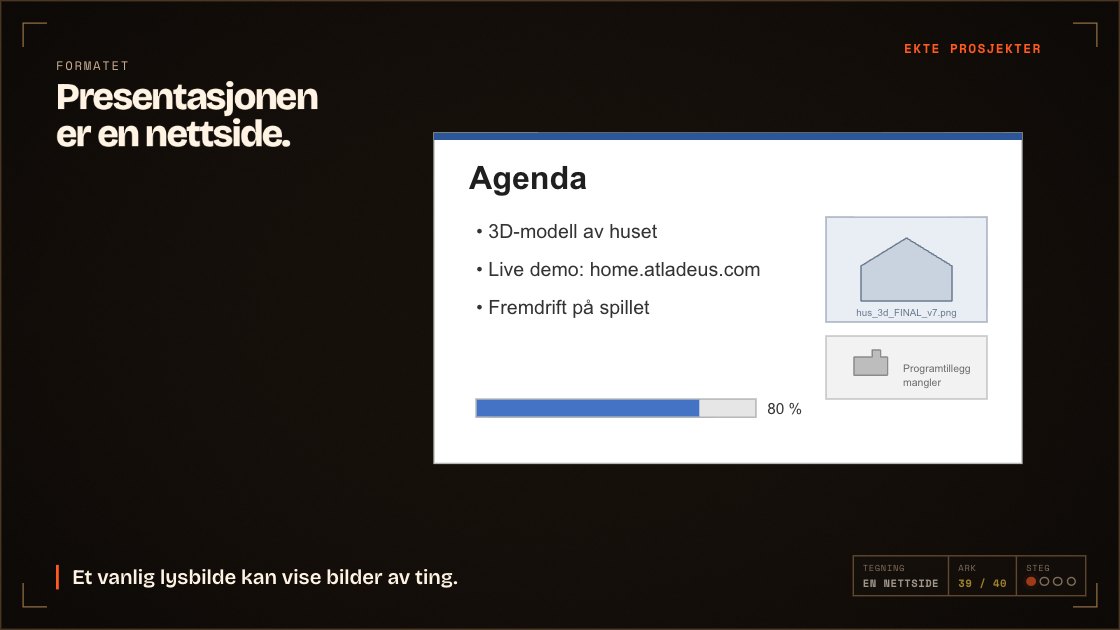 EKTE PROSJEKTER
FORMATET
Presentasjonen
er en nettside.
Agenda
• 3D-modell av huset
• Live demo: home.atladeus.com
• Fremdrift på spillet
hus_3d_FINAL_v7.png
Programtillegg
mangler
80 %
Et vanlig lysbilde kan vise bilder av ting.
TEGNING
EN NETTSIDE
ARK
39 / 40
STEG